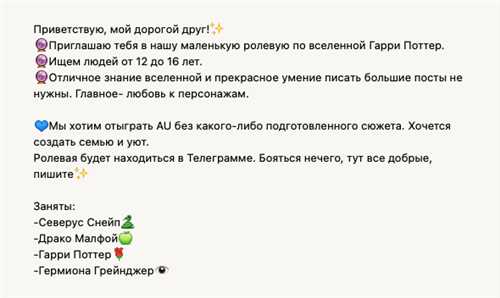 Приветствую, мой дорогой друг!✨
🔮Приглашаю тебя в нашу маленькую ролевую по вселенной Гарри Поттер.
🔮Ищем людей от 12 до 16 лет.
🔮Отличное знание вселенной и прекрасное умение писать большие посты не
нужны. Главное- любовь к персонажам.
💙Мы хотим отыграть AU без какого-либо подготовленного сюжета. Хочется
создать семью и уют.
Ролевая будет находиться в Телеграмме. Бояться нечего, тут все добрые,
пишите✨
Заняты:
-Северус Снейп🐍
-Драко Малфой🍏
-Гарри Поттер🌹
-Гермиона Грейнджер👁